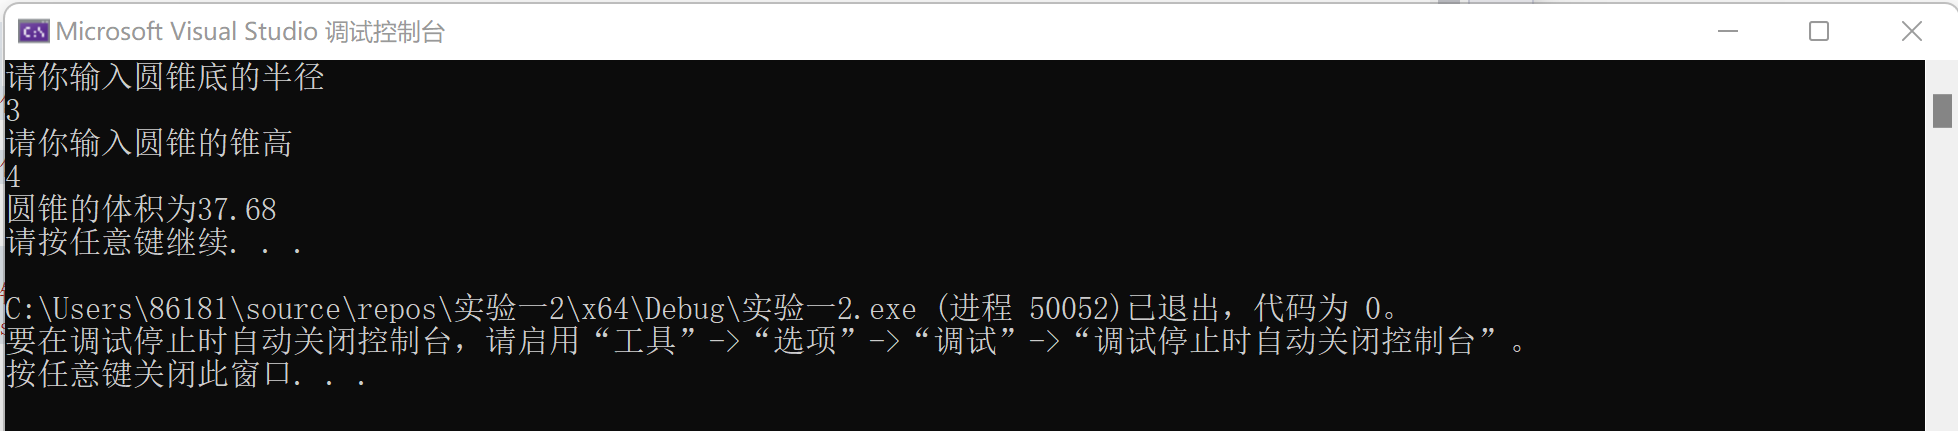 Microsoft Visual Studio 调试控制台
请你输入圆锥底的半径
3
请你输入圆锥的锥高
4
圆锥的体积为37.68
请按任意键继续. . .
C:\Users\86181\source\repos\实验一2\x64\Debug\实验一2.exe (进程 50052)已退出，代码为 0。
要在调试停止时自动关闭控制台，请启用“工具”->“选项”->“调试”->“调试停止时自动关闭控制台”。
按任意键关闭此窗口. . .